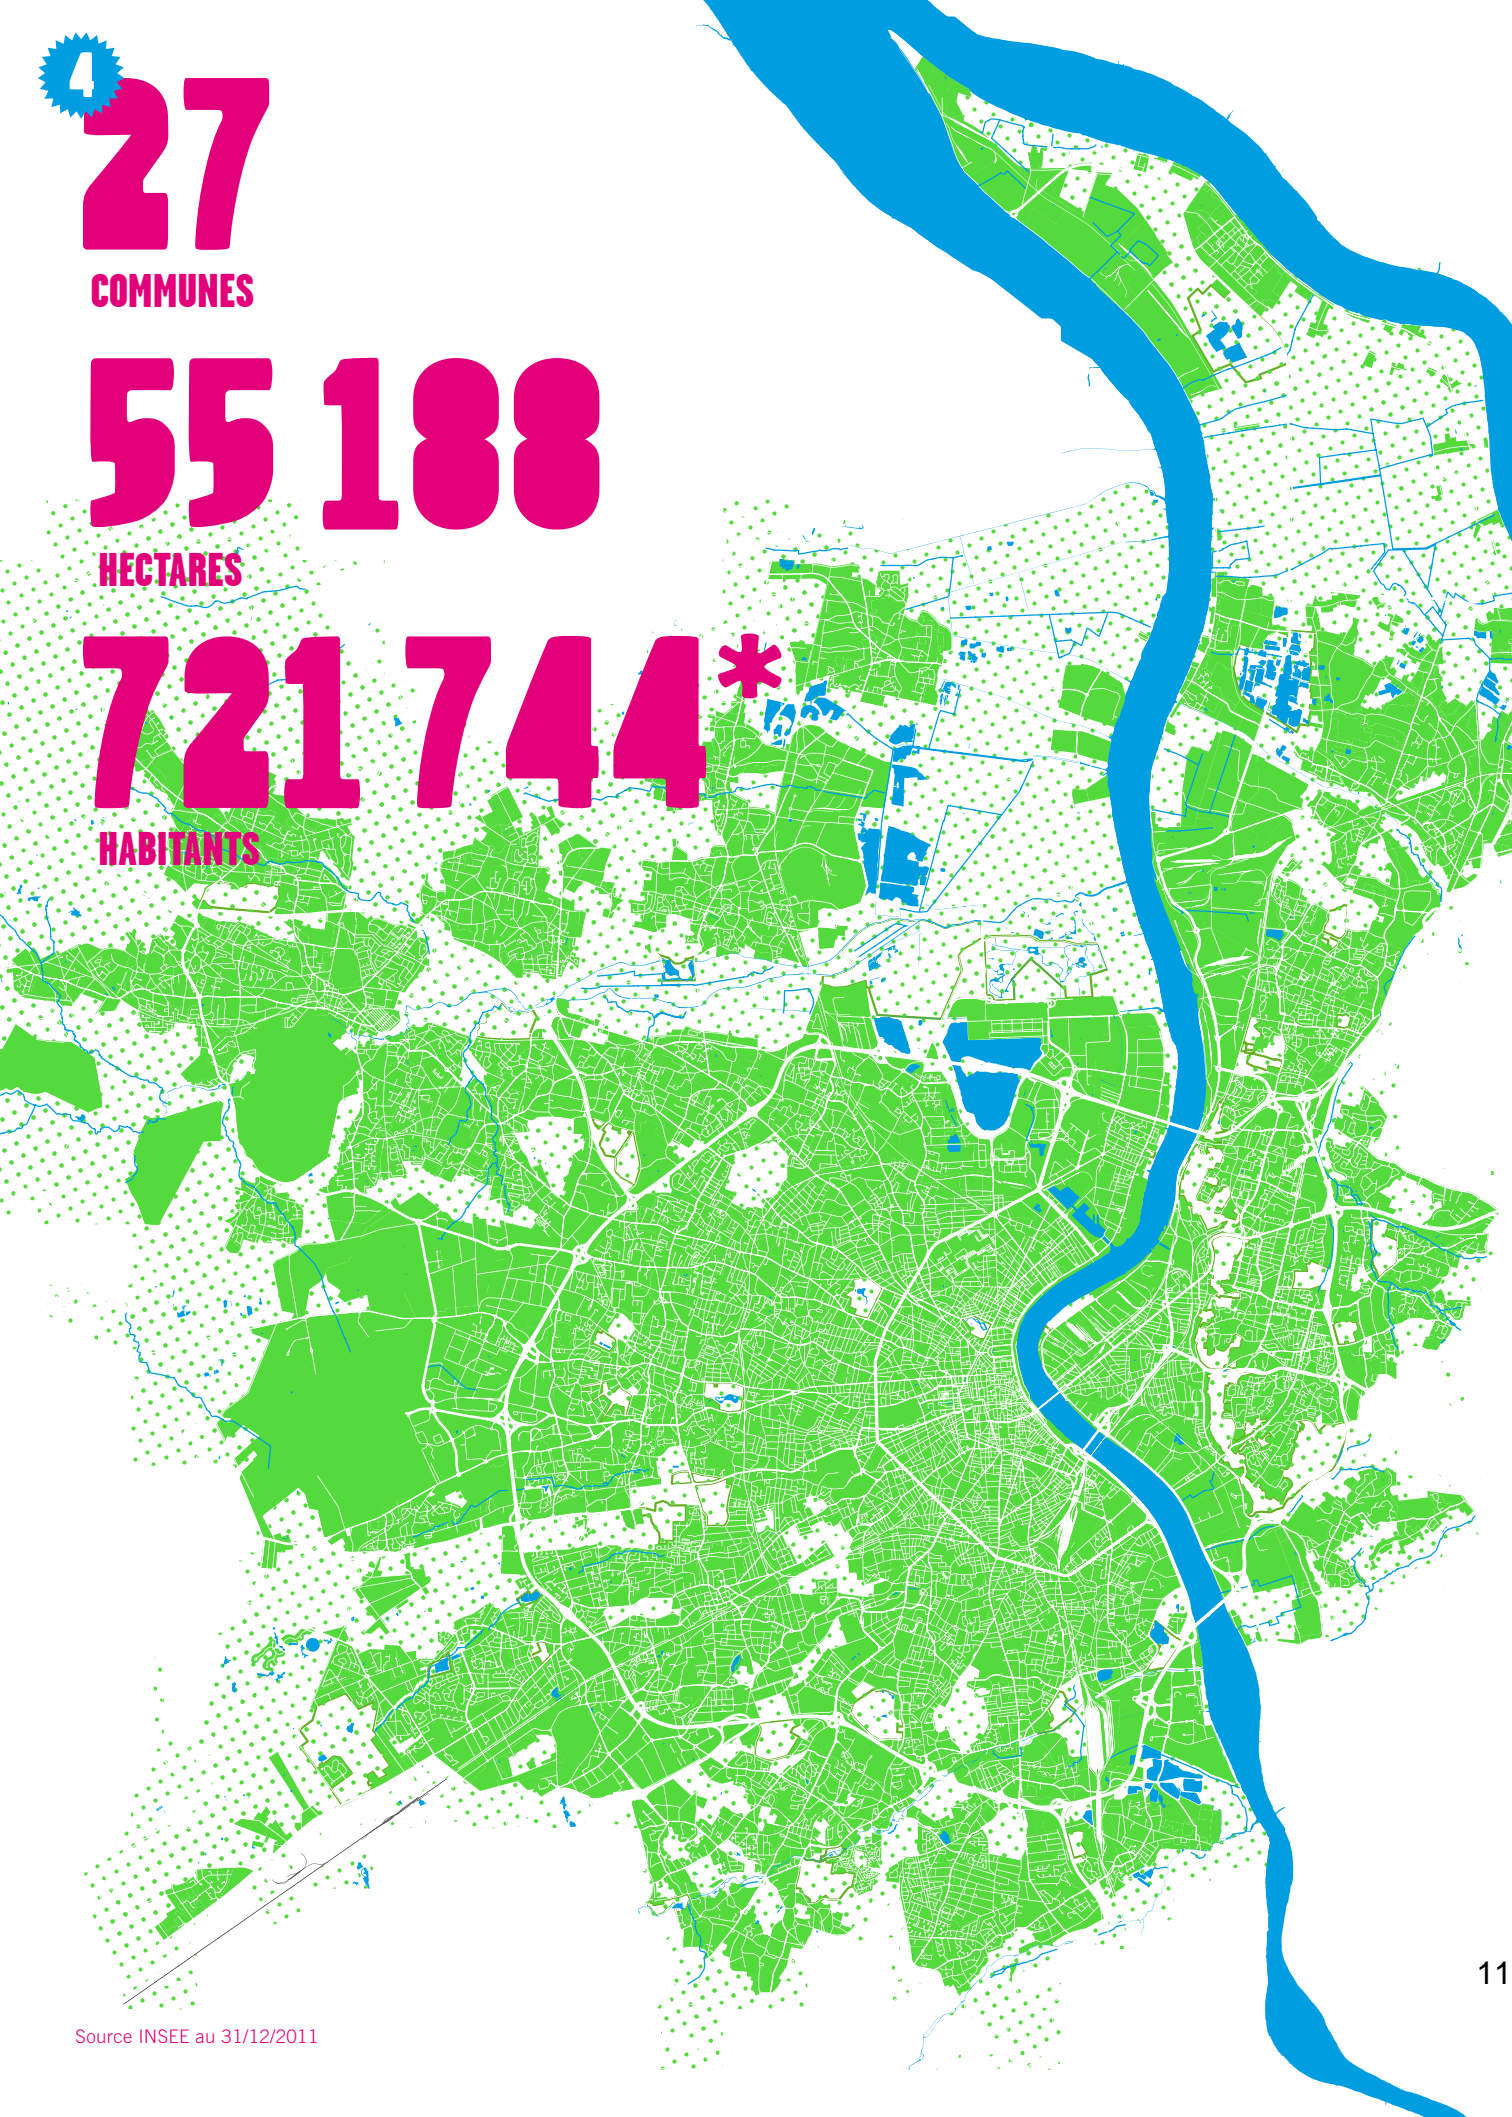 4
27
COMMUNES
55 188
HECTARES
721 744*
HABITANTS
11
Source INSEE au 31/12/2011